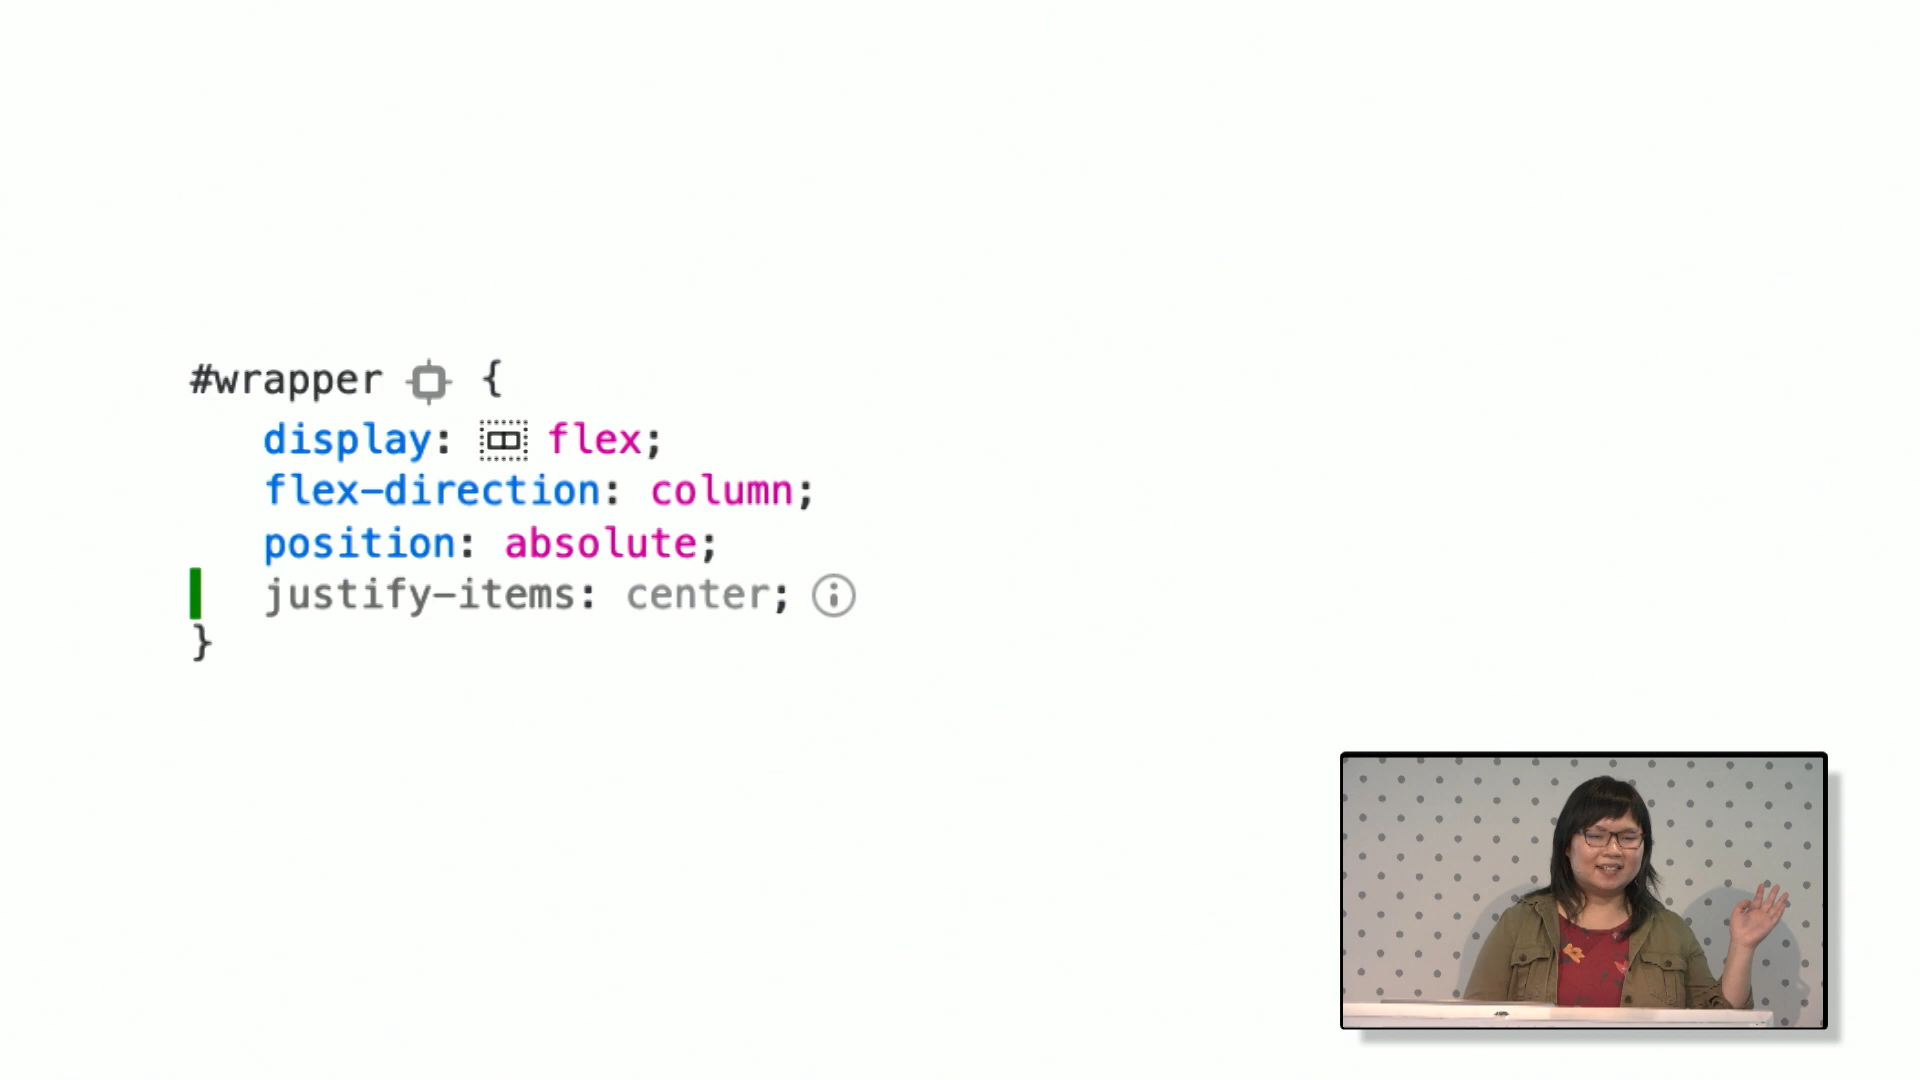 #wrapper {
display: flex;
flex-direction: column;
position: absolute;
justify-items: center;
}